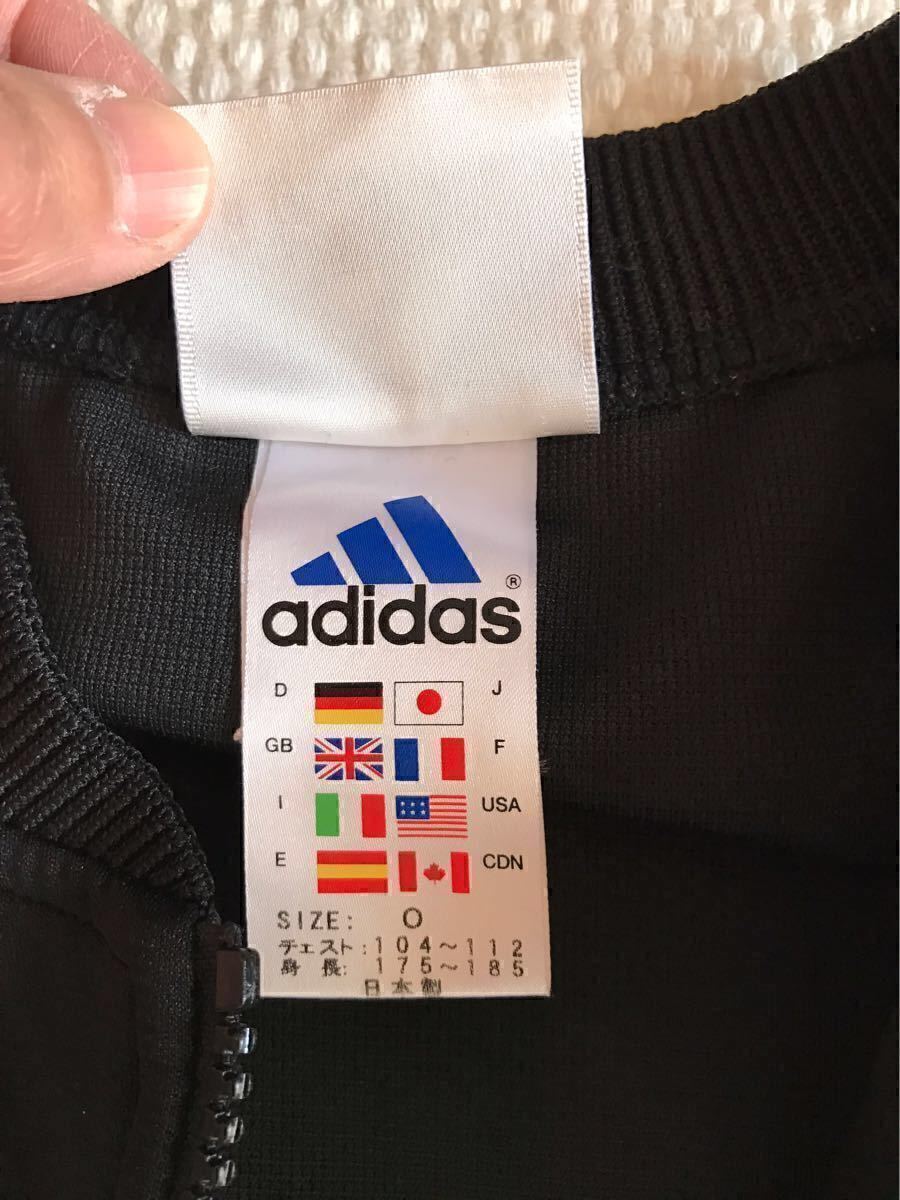 adidas®
D J
GB F
I USA
E CDN
SIZE: O
チェスト:104~112
身長:175~185
日本製